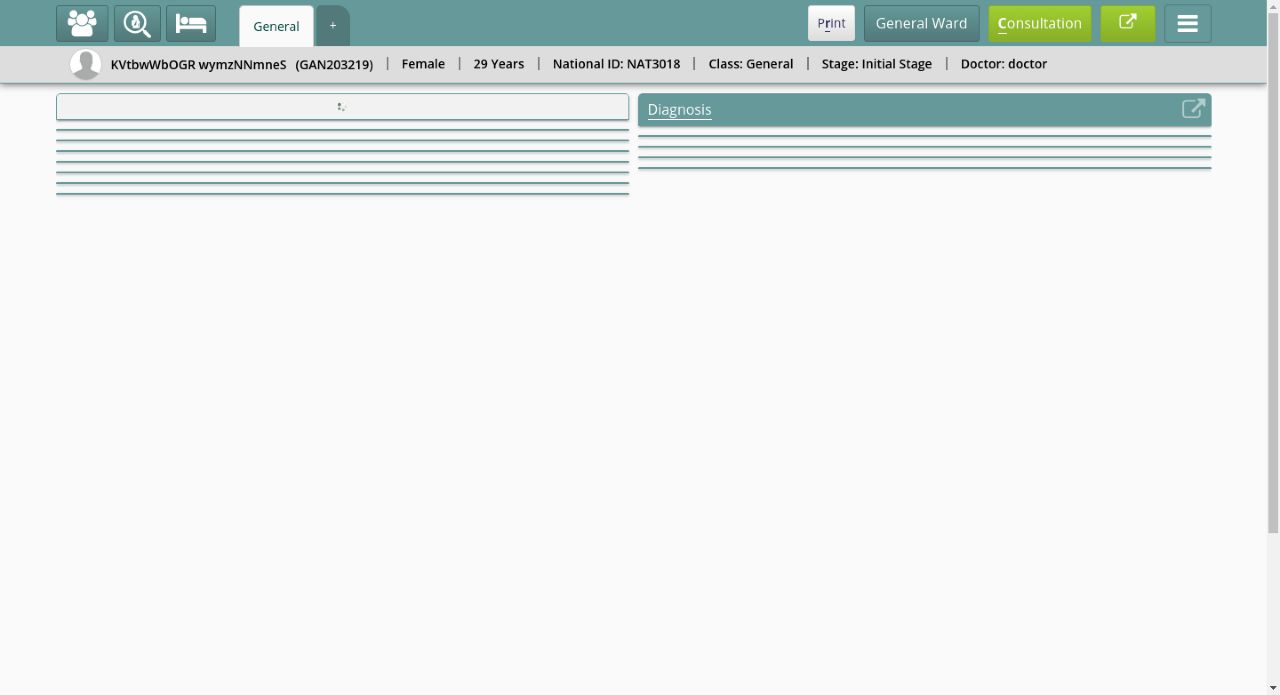 General
+
Print
General Ward
Consultation
KVtbwWbOGR wymzNNmneS (GAN203219) | Female | 29 Years | National ID: NAT3018 | Class: General | Stage: Initial Stage | Doctor: doctor
Diagnosis